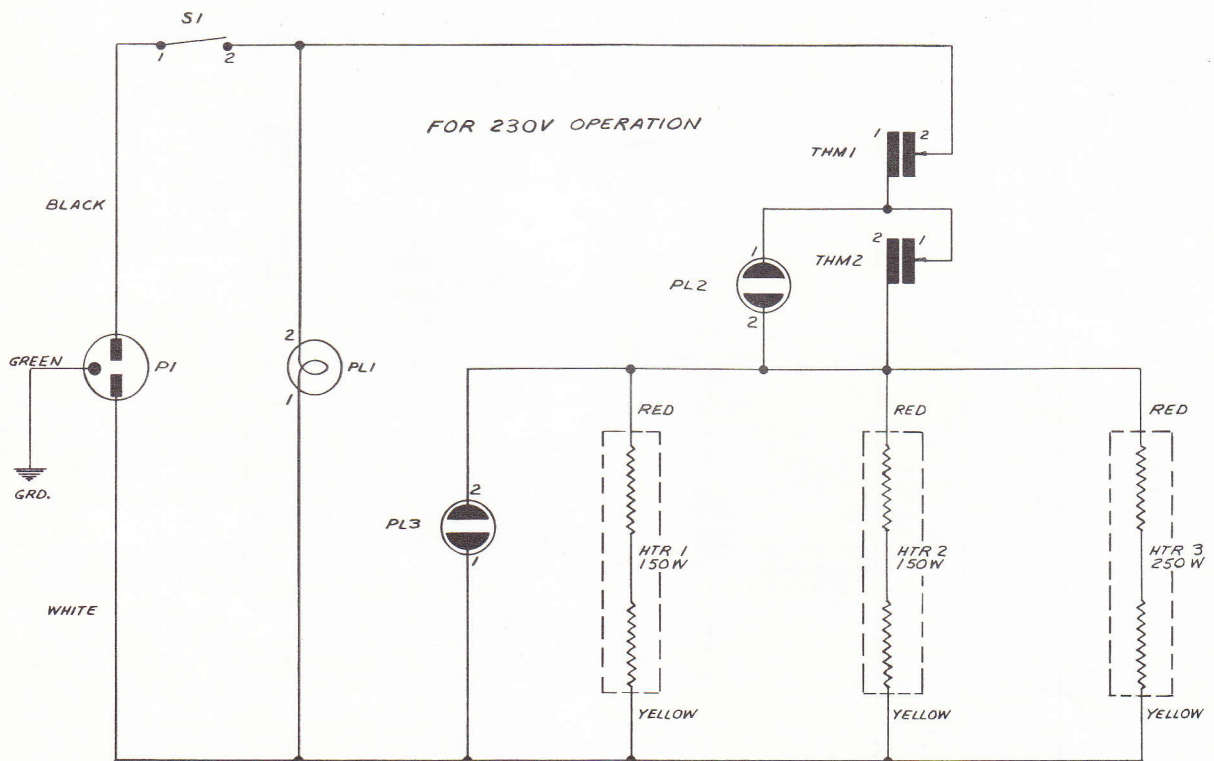 S1
1 2
FOR 230V OPERATION
1 2
THM1
BLACK
2 1
THM2
1
PL2
2
GREEN
P1
2
PL1
1
RED
RED
RED
GRD.
2
PL3
1
HTR 1
150W
HTR 2
150W
HTR 3
250W
WHITE
YELLOW
YELLOW
YELLOW